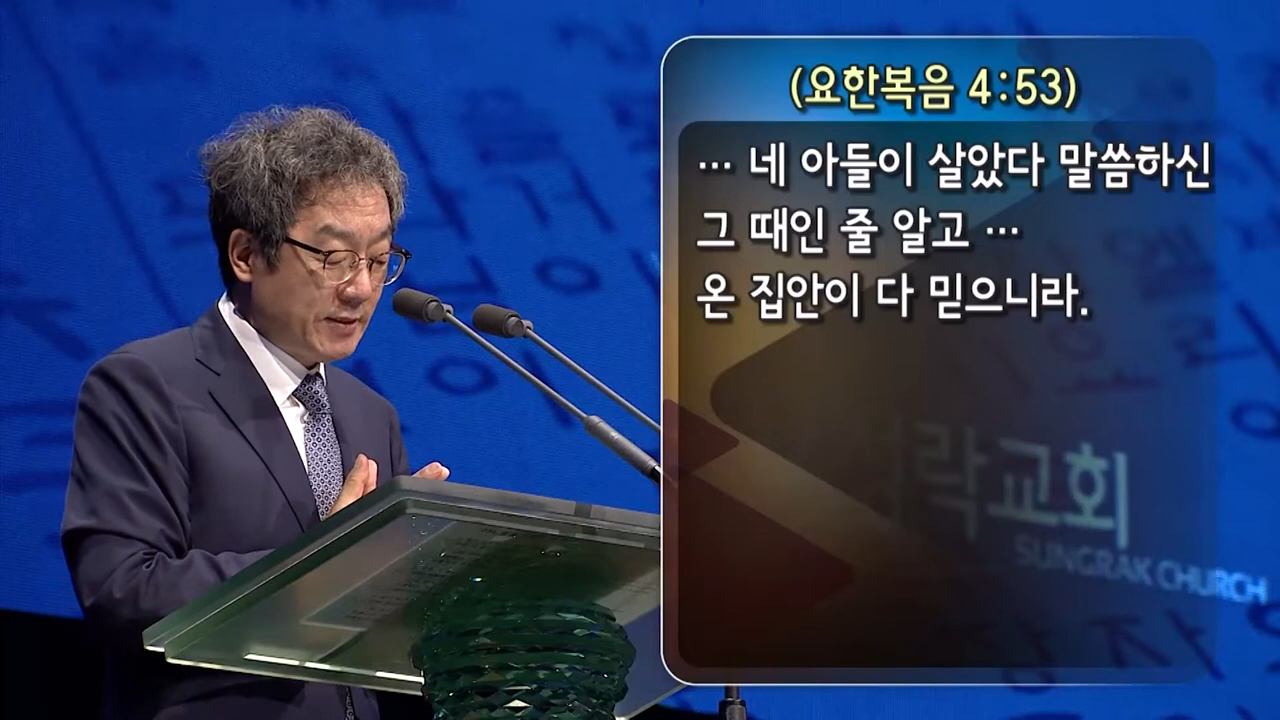 (요한복음 4:53)
… 네 아들이 살았다 말씀하신
그 때인 줄 알고 …
온 집안이 다 믿으니라.
락교회
SUNGRAK CHURCH